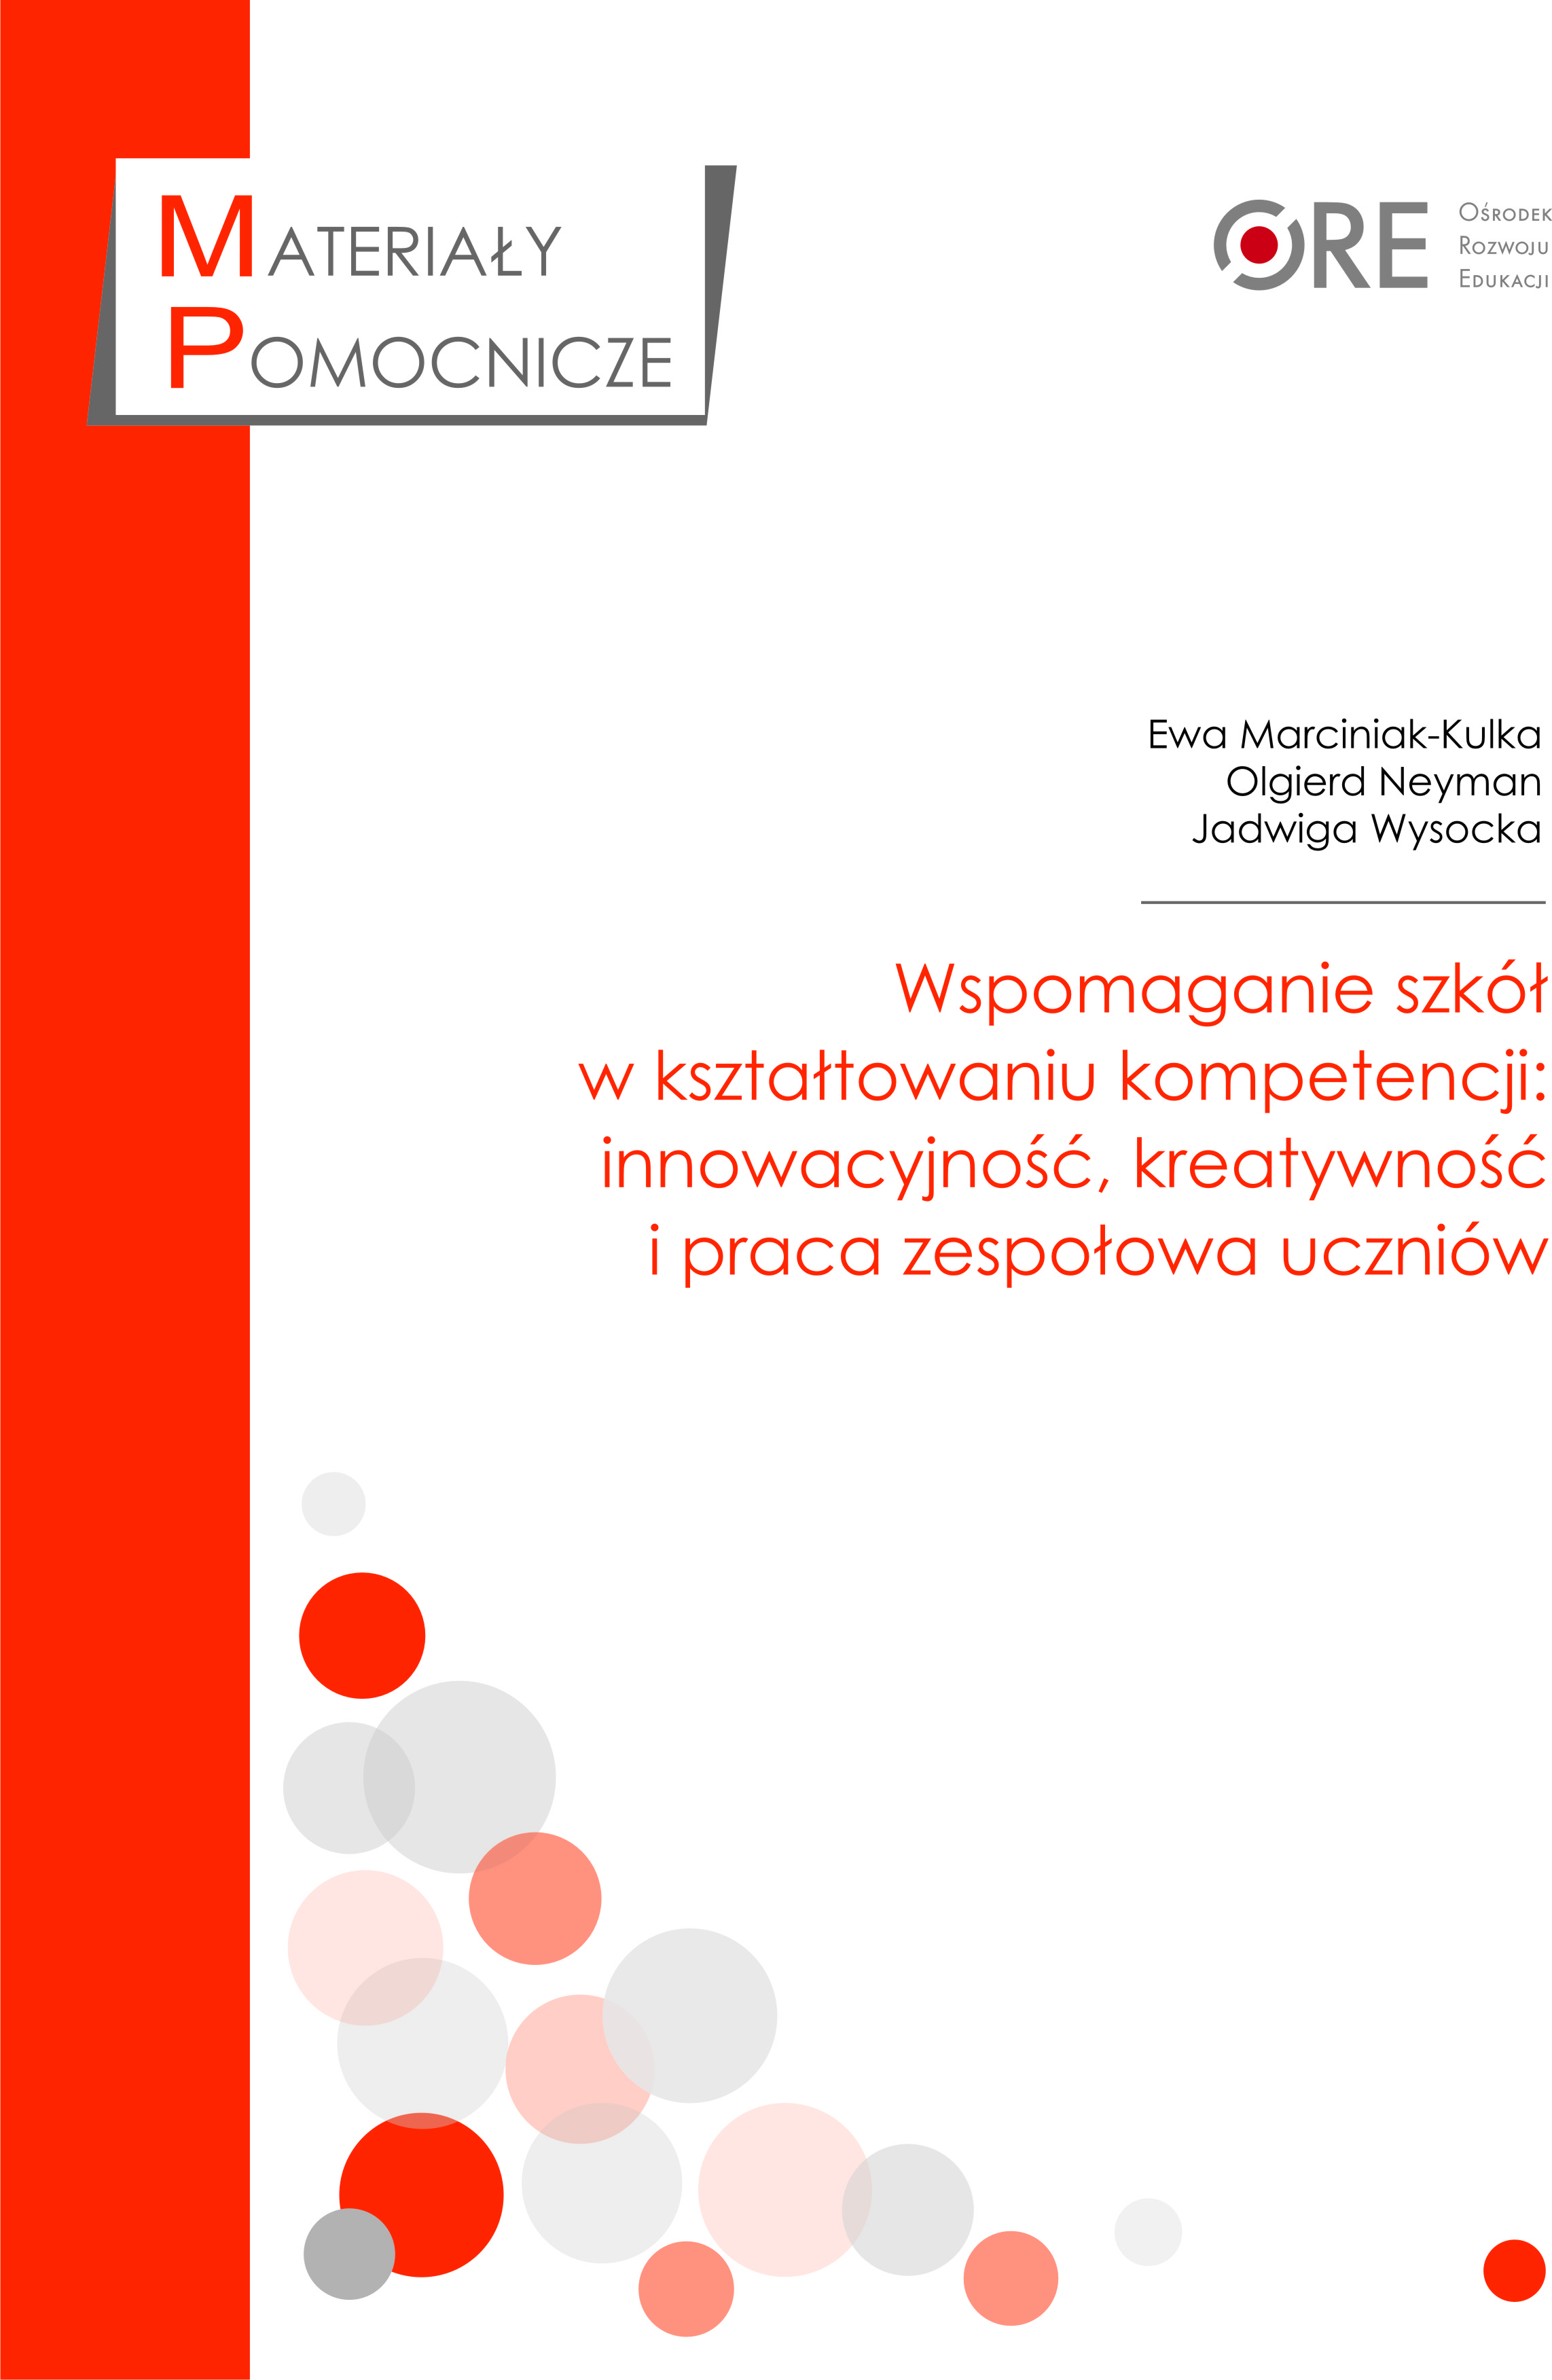 MATERIAŁY
POMOCNICZE
ORE
OŚRODEK
ROZWOJU
EDUKACJI
Ewa Marciniak-Kulka
Olgierd Neyman
Jadwiga Wysocka
Wspomaganie szkół
w kształtowaniu kompetencji:
innowacyjność, kreatywność
i praca zespołowa uczniów